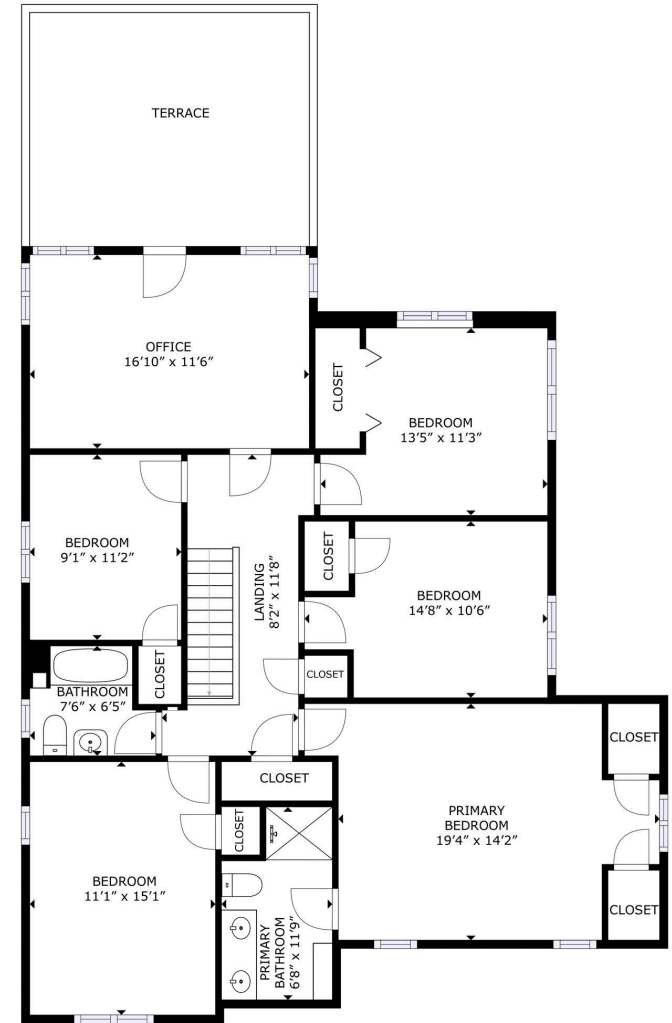 TERRACE
OFFICE
16'10" x 11'6"
CLOSET
BEDROOM
13'5" x 11'3"
BEDROOM
9'1" x 11'2"
LANDING
8'2" x 11'8"
CLOSET
BEDROOM
14'8" x 10'6"
CLOSET
CLOSET
BATHROOM
7'6" x 6'5"
CLOSET
CLOSET
PRIMARY
BEDROOM
19'4" x 14'2"
CLOSET
CLOSET
BEDROOM
11'1" x 15'1"
PRIMARY
BATHROOM
6'8" x 11'9"
CLOSET